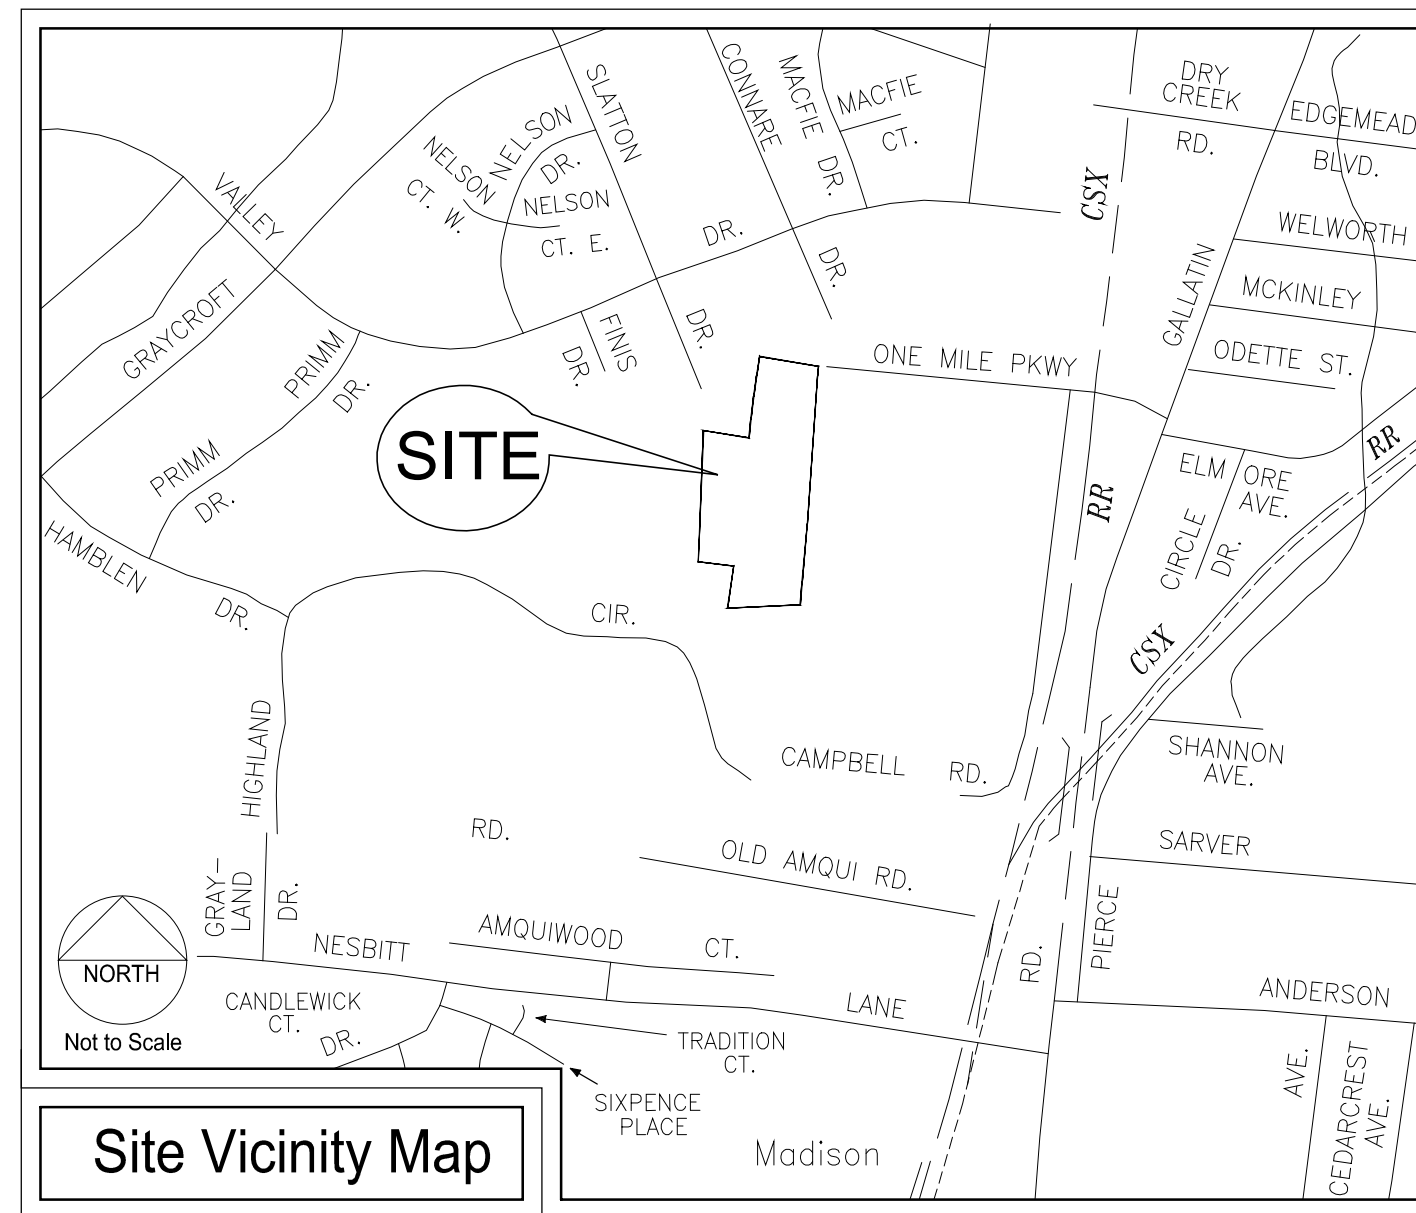 SLATTON
CONNARE
MACFIE DR.
MACFIE
CT.
DRY
CREEK
RD.
EDGEMEAD
BLVD.
NELSON
DR.
NELSON
CT. W.
NELSON
CT. E.
VALLEY
DR.
DR.
CSX
WELWORTH
GALLATIN
MCKINLEY
GRAYCROFT
PRIMM
DR.
FINIS
DR.
DR.
ONE MILE PKWY
ODETTE ST.
SITE
PRIMM
DR.
RR
RR
ELM ORE
AVE.
CIRCLE
DR.
HAMBLEN
DR.
CIR.
CSX
HIGHLAND
CAMPBELL RD.
SHANNON
AVE.
RD.
OLD AMQUI RD.
SARVER
GRAY-
LAND
DR.
NESBITT
AMQUIWOOD CT.
RD.
PIERCE
NORTH
Not to Scale
CANDLEWICK
CT.
DR.
LANE
ANDERSON
TRADITION
CT.
SIXPENCE
PLACE
AVE.
CEDARCREST
AVE.
Madison
Site Vicinity Map